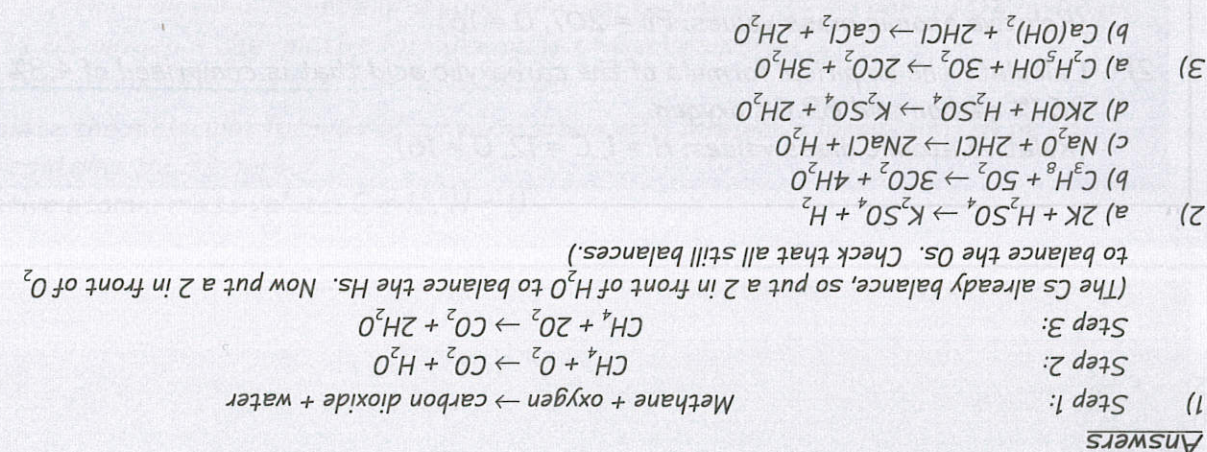 Answers
1) Step 1: Methane + oxygen → carbon dioxide + water
Step 2: CH₄ + O₂ → CO₂ + H₂O
Step 3: CH₄ + 2O₂ → CO₂ + 2H₂O
(The Cs already balance, so put a 2 in front of H₂O to balance the Hs. Now put a 2 in front of O₂
to balance the Os. Check that all still balances.)
2) a) 2K + H₂SO₄ → K₂SO₄ + H₂
b) C₃H₈ + 5O₂ → 3CO₂ + 4H₂O
c) Na₂O + 2HCl → 2NaCl + H₂O
d) 2KOH + H₂SO₄ → K₂SO₄ + 2H₂O
3) a) C₂H₅OH + 3O₂ → 2CO₂ + 3H₂O
b) Ca(OH)₂ + 2HCl → CaCl₂ + 2H₂O